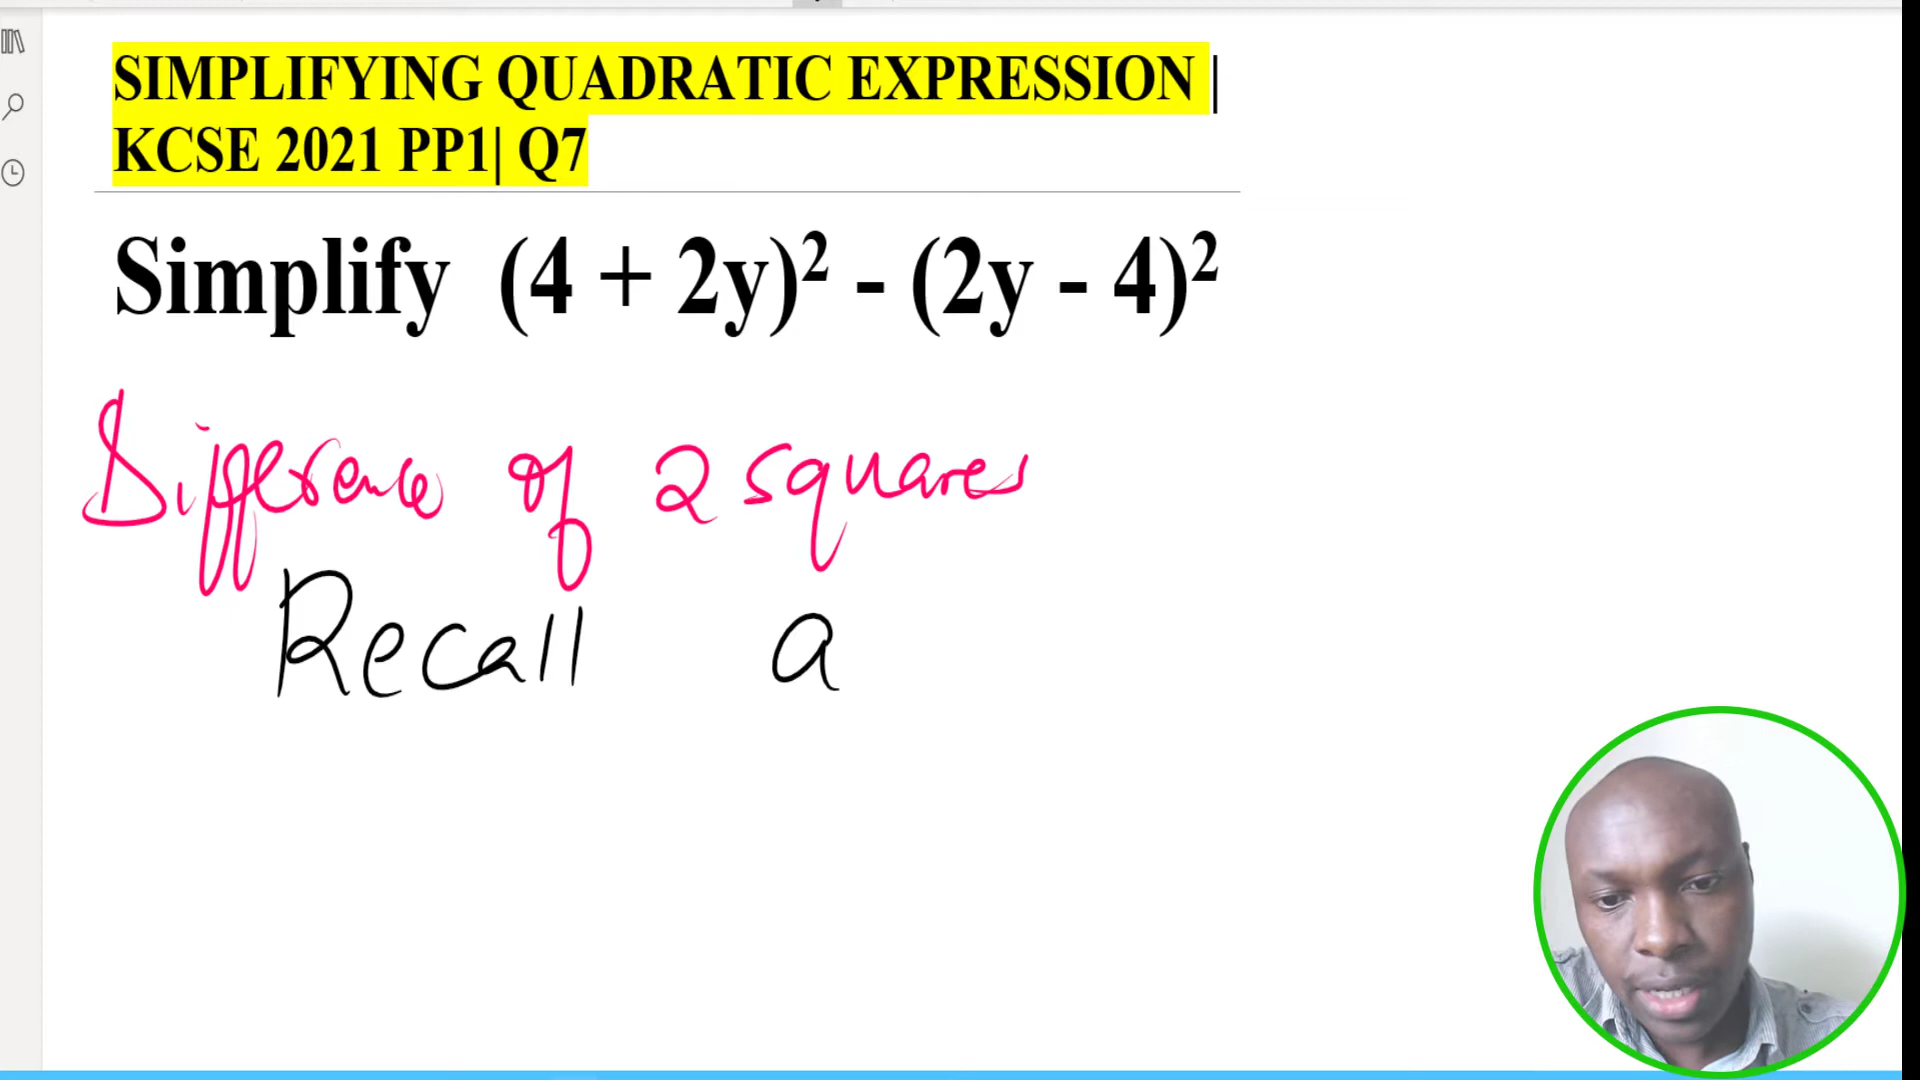 SIMPLIFYING QUADRATIC EXPRESSION |
KCSE 2021 PP1| Q7
Simplify (4 + 2y)² - (2y - 4)²
Difference of 2 squares
Recall a